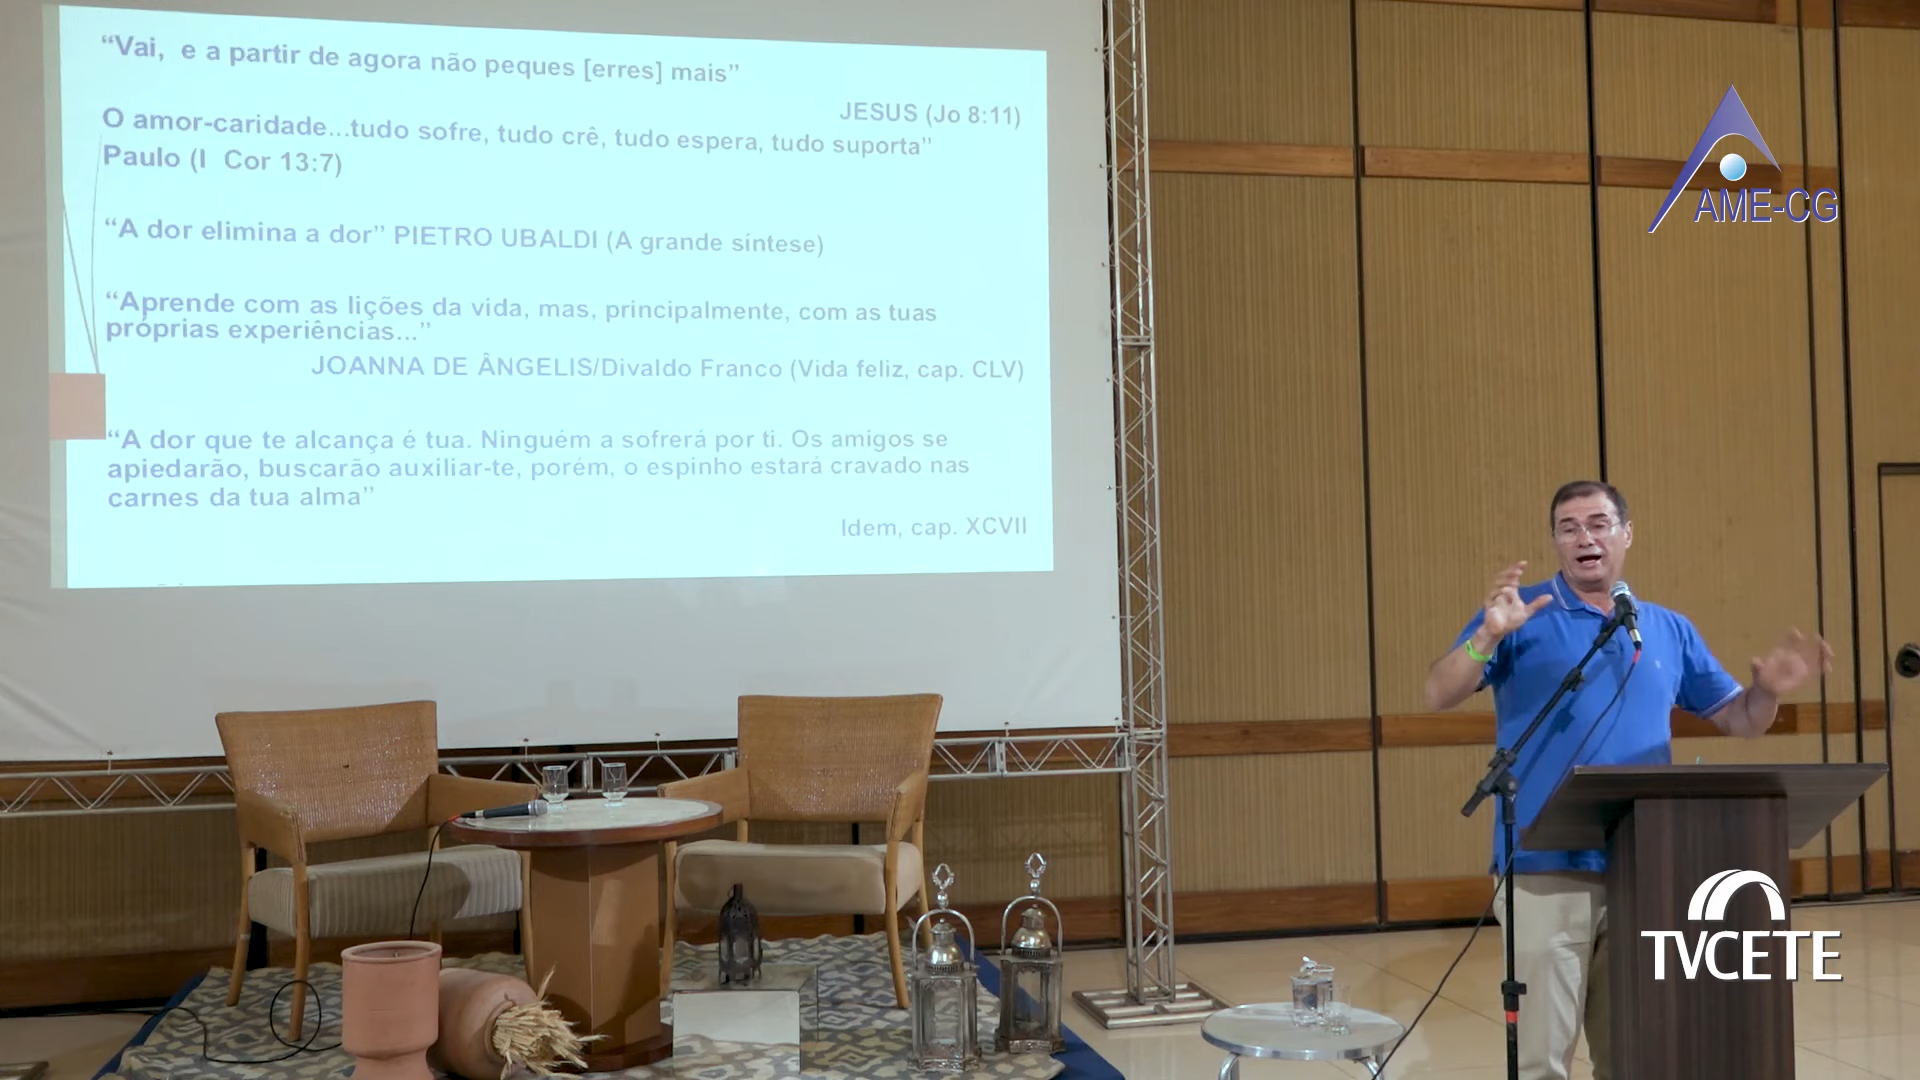 “Vai,  e a partir de agora não peques [erres] mais”
JESUS (Jo 8:11)
O amor-caridade...tudo sofre, tudo crê, tudo espera, tudo suporta”
Paulo (I  Cor 13:7)
“A dor elimina a dor” PIETRO UBALDI (A grande síntese)
“Aprende com as lições da vida, mas, principalmente, com as tuas
próprias experiências...”
JOANNA DE ÂNGELIS/Divaldo Franco (Vida feliz, cap. CLV)
“A dor que te alcança é tua. Ninguém a sofrerá por ti. Os amigos se
apiedarão, buscarão auxiliar-te, porém, o espinho estará cravado nas
carnes da tua alma”
Idem, cap. XCVII
AME-CG
TVCETE